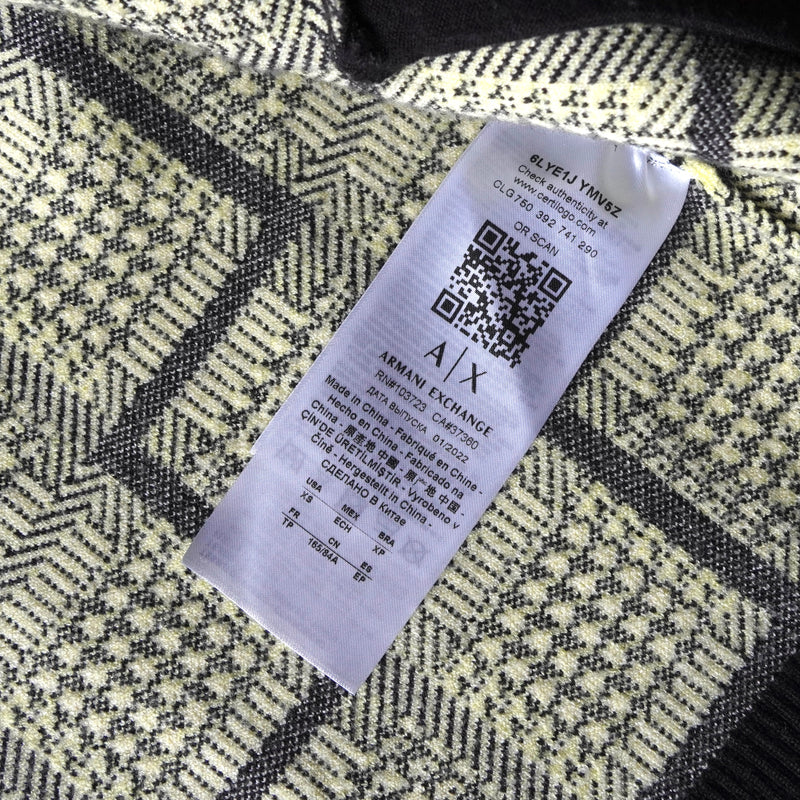 6LYE1J YMV5Z
Check authenticity at
www.certilogo.com
CLG 750 392 741 290
OR SCAN
A|X
ARMANI EXCHANGE
RN#103723 CA#37360
ДАТА ВЫПУСКА 01/2022
Made in China - Fabriqué en Chine -
Hecho en China - Fabricado na
China - 原産地 中国 - 原产地 中国 -
ÇİN'DE ÜRETİLMİŞTİR - Vyrobeno v
Číně - Hergestellt in China -
СДЕЛАНО В Китае
USA MEX BRA
XS ECH XP
FR CN ES
TP 165/84A EP